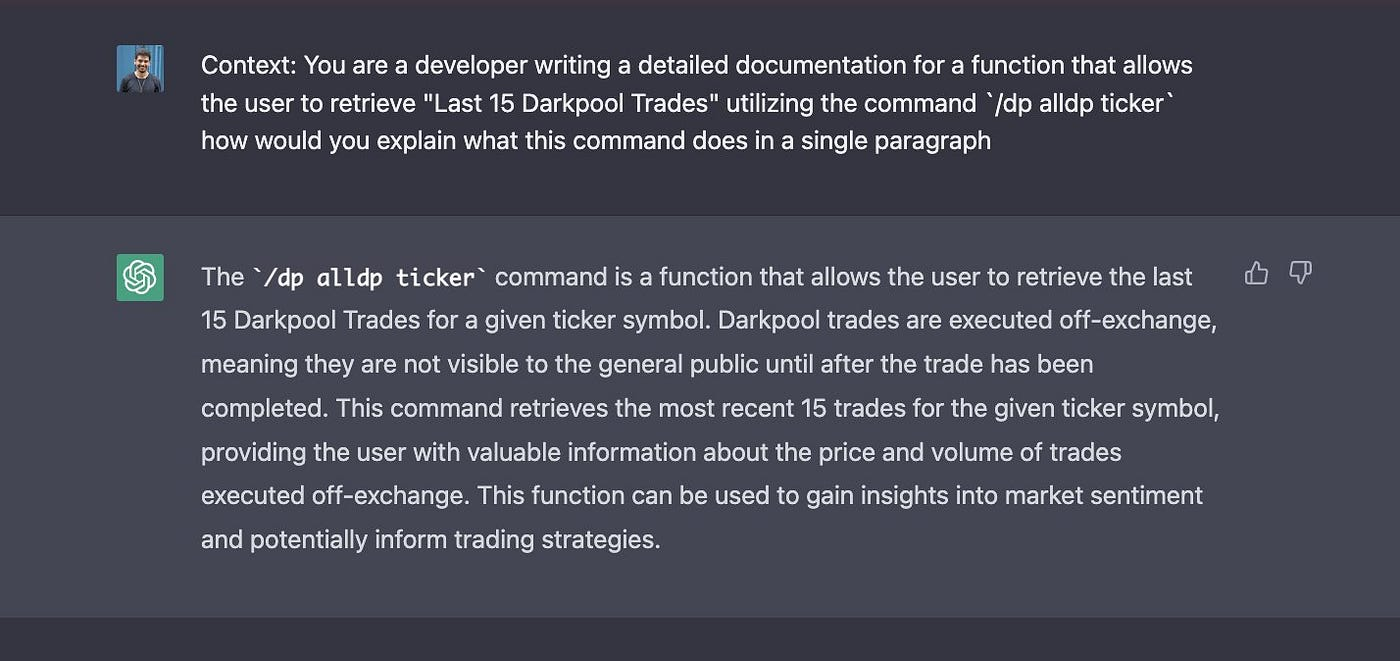 Context: You are a developer writing a detailed documentation for a function that allows
the user to retrieve "Last 15 Darkpool Trades" utilizing the command `/dp alldp ticker`
how would you explain what this command does in a single paragraph
The `/dp alldp ticker` command is a function that allows the user to retrieve the last
15 Darkpool Trades for a given ticker symbol. Darkpool trades are executed off-exchange,
meaning they are not visible to the general public until after the trade has been
completed. This command retrieves the most recent 15 trades for the given ticker symbol,
providing the user with valuable information about the price and volume of trades
executed off-exchange. This function can be used to gain insights into market sentiment
and potentially inform trading strategies.